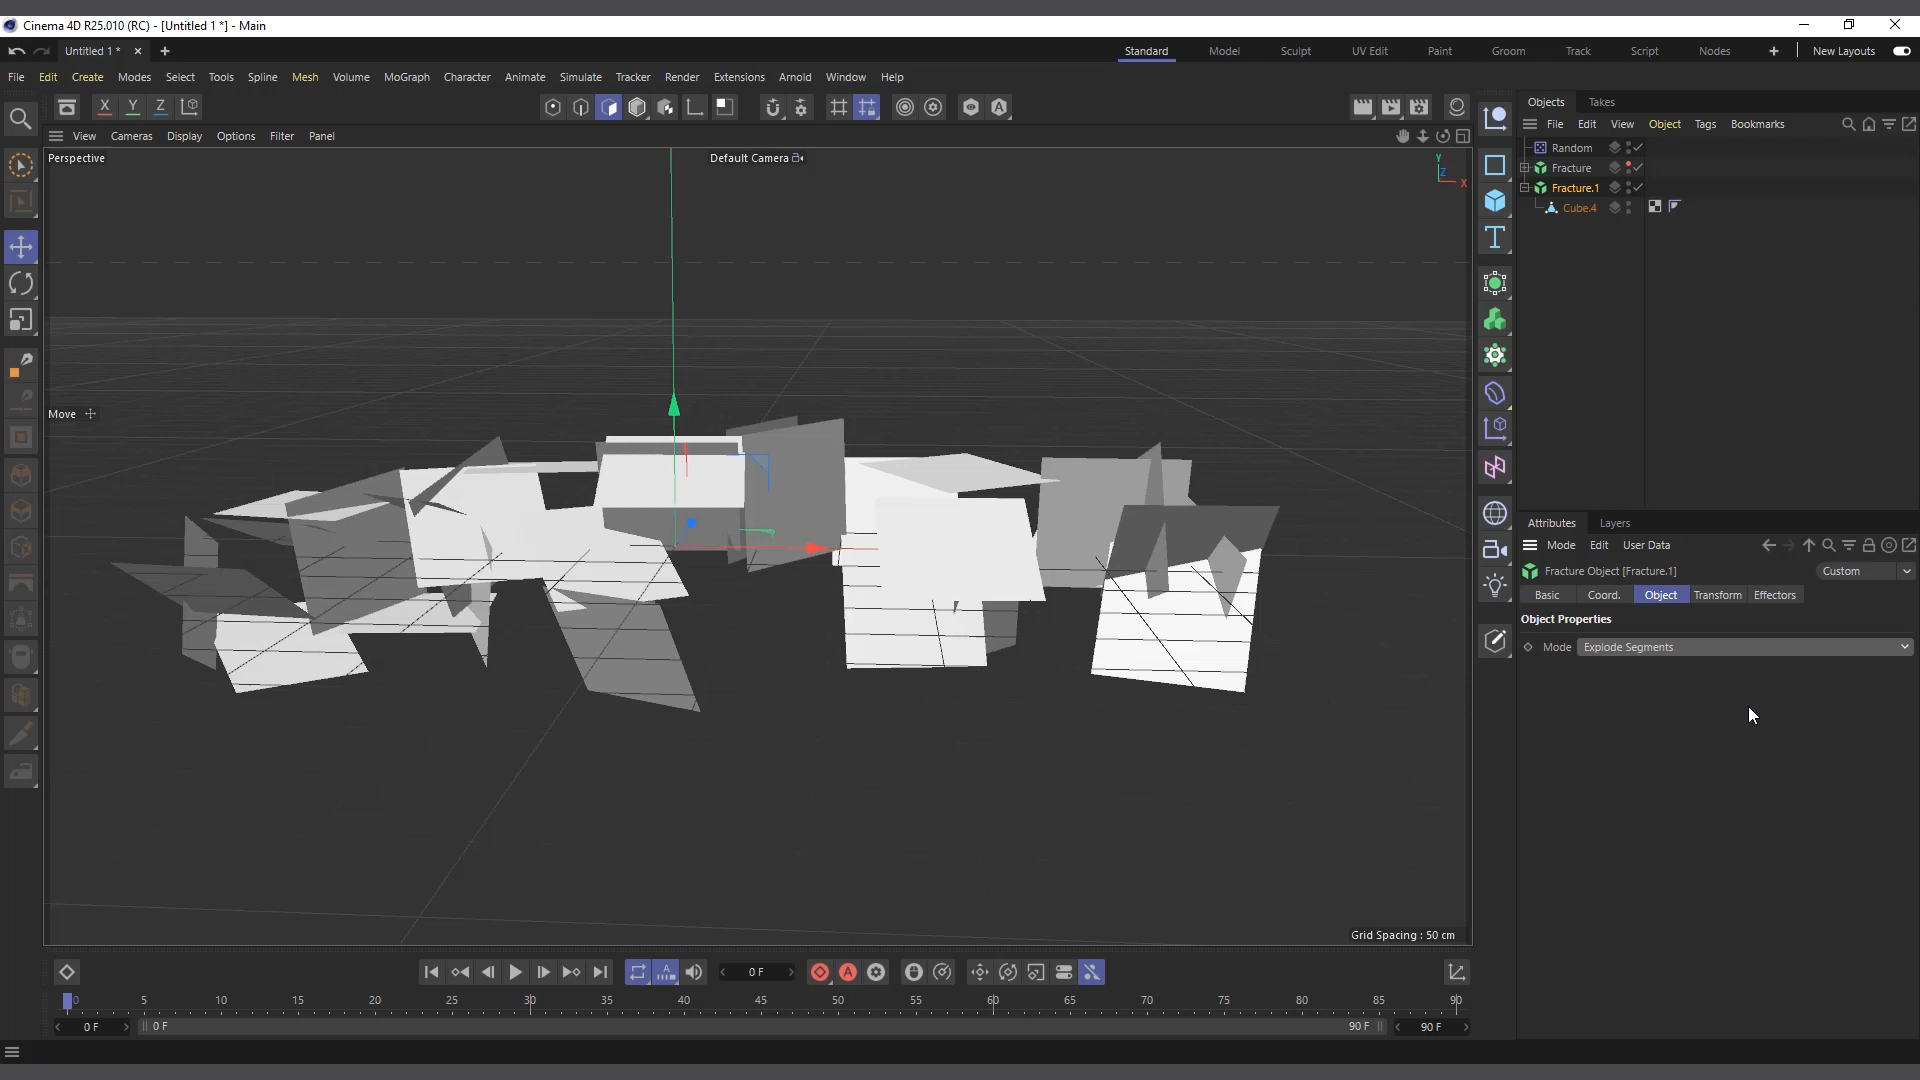 Cinema 4D R25.010 (RC) - [Untitled 1 *] - Main
Untitled 1 *
Standard Model Sculpt UV Edit Paint Groom Track Script Nodes New Layouts
File Edit Create Modes Select Tools Spline Mesh Volume MoGraph Character Animate Simulate Tracker Render Extensions Arnold Window Help
X Y Z
View Cameras Display Options Filter Panel
Perspective
Default Camera
Y
Z
X
Move
Grid Spacing : 50 cm
Objects Takes
File Edit View Object Tags Bookmarks
Random
Fracture
Fracture.1
Cube.4
Attributes Layers
Mode Edit User Data
Fracture Object [Fracture.1] Custom
Basic Coord. Object Transform Effectors
Object Properties
Mode Explode Segments
0 F
0 5 10 15 20 25 30 35 40 45 50 55 60 65 70 75 80 85 90
0 F 0 F 90 F 90 F